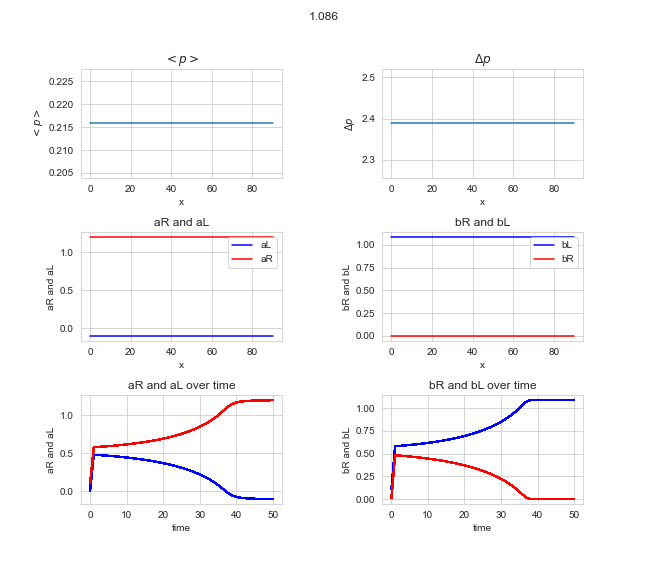 1.086
< p >
< p >
0.225
0.220
0.215
0.210
0.205
0 20 40 60 80
x
Δp
Δp
2.5
2.4
2.3
0 20 40 60 80
x
aR and aL
aR and aL
1.0
0.5
0.0
aL
aR
0 20 40 60 80
x
bR and bL
bR and bL
1.00
0.75
0.50
0.25
0.00
bL
bR
0 20 40 60 80
x
aR and aL over time
aR and aL
1.0
0.5
0.0
0 10 20 30 40 50
time
bR and bL over time
bR and bL
1.00
0.75
0.50
0.25
0.00
0 10 20 30 40 50
time